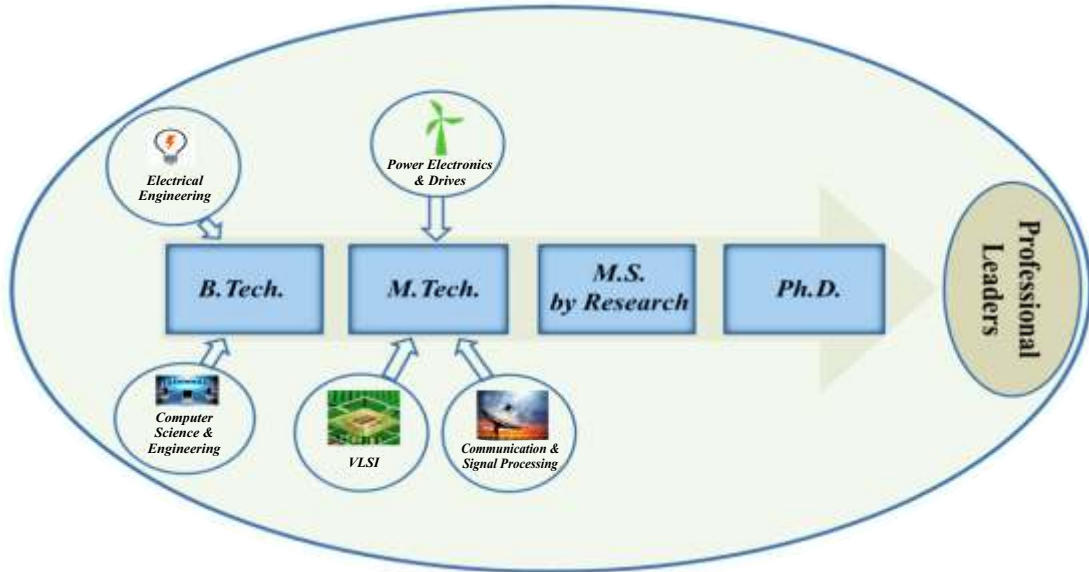 Electrical
Engineering
Power Electronics
& Drives
B.Tech.
M.Tech.
M.S.
by Research
Ph.D.
Professional
Leaders
Computer
Science &
Engineering
VLSI
Communication &
Signal Processing